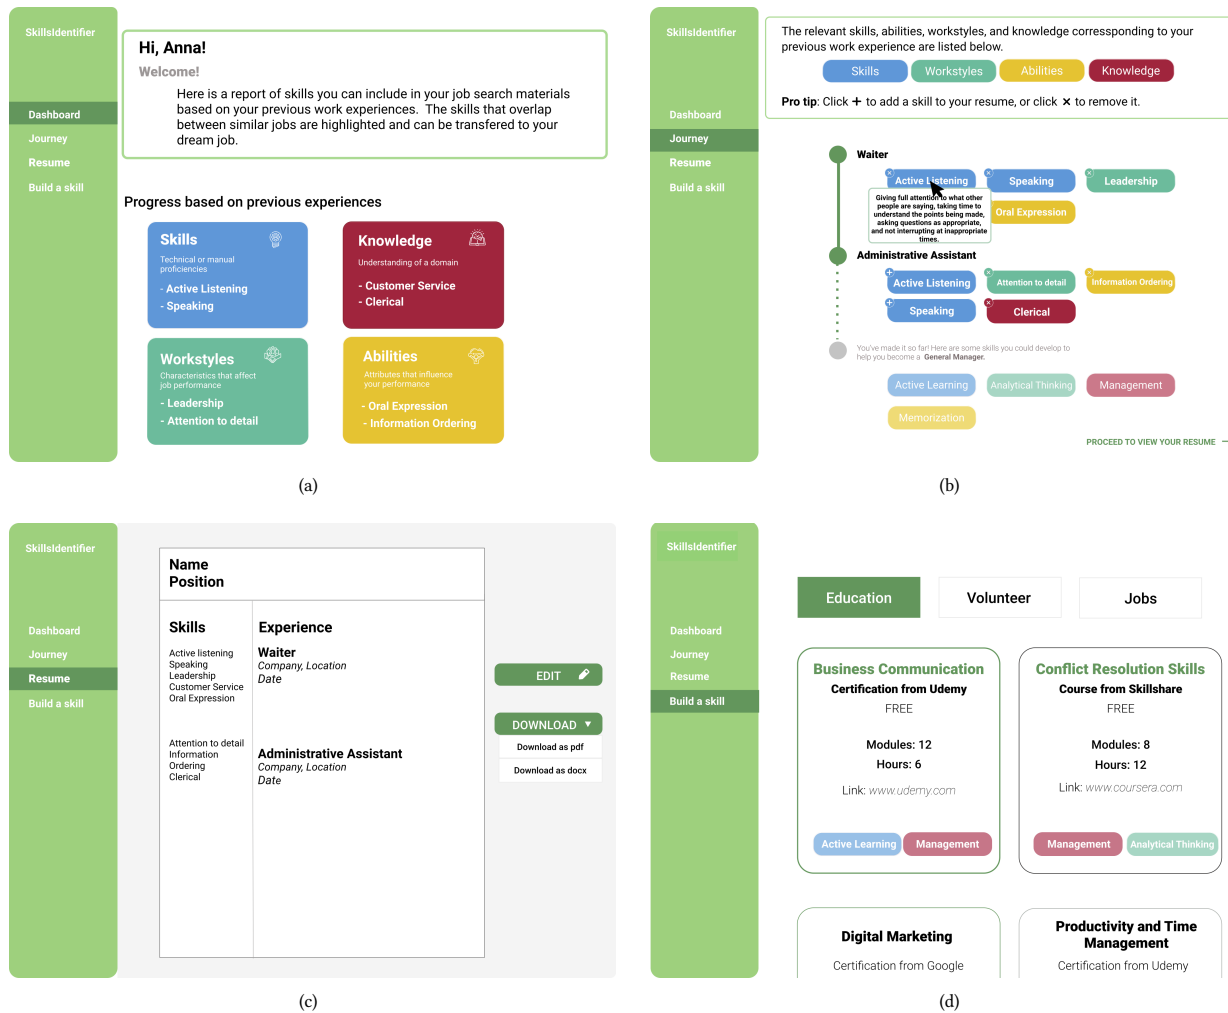 SkillsIdentifier
Dashboard
Journey
Resume
Build a skill
Hi, Anna!
Welcome!
Here is a report of skills you can include in your job search materials
based on your previous work experiences.  The skills that overlap
between similar jobs are highlighted and can be transfered to your
dream job.
Progress based on previous experiences
Skills
Technical or manual
proficiencies
- Active Listening
- Speaking
Knowledge
Understanding of a domain
- Customer Service
- Clerical
Workstyles
Characteristics that affect
job performance
- Leadership
- Attention to detail
Abilities
Attributes that influence
your performance
- Oral Expression
- Information Ordering
(a)
SkillsIdentifier
Dashboard
Journey
Resume
Build a skill
The relevant skills, abilities, workstyles, and knowledge corressponding to your
previous work experience are listed below.
Skills
Workstyles
Abilities
Knowledge
Pro tip: Click + to add a skill to your resume, or click × to remove it.
Waiter
Active Listening
Speaking
Leadership
Giving full attention to what other
people are saying, taking time to
understand the points being made,
asking questions as appropriate,
and not interrupting at inappropriate
times.
Oral Expression
Administrative Assistant
Active Listening
Attention to detail
Information Ordering
Speaking
Clerical
You've made it so far! Here are some skills you could develop to
help you become a General Manager.
Active Learning
Analytical Thinking
Management
Memorization
PROCEED TO VIEW YOUR RESUME
(b)
SkillsIdentifier
Dashboard
Journey
Resume
Build a skill
Name
Position
Skills
Active listening
Speaking
Leadership
Customer Service
Oral Expression
Attention to detail
Information
Ordering
Clerical
Experience
Waiter
Company, Location
Date
Administrative Assistant
Company, Location
Date
EDIT
DOWNLOAD ▼
Download as pdf
Download as docx
(c)
SkillsIdentifier
Dashboard
Journey
Resume
Build a skill
Education
Volunteer
Jobs
Business Communication
Certification from Udemy
FREE
Modules: 12
Hours: 6
Link: www.udemy.com
Active Learning
Management
Conflict Resolution Skills
Course from Skillshare
FREE
Modules: 8
Hours: 12
Link: www.coursera.com
Management
Analytical Thinking
Digital Marketing
Certification from Google
Productivity and Time
Management
Certification from Udemy
(d)